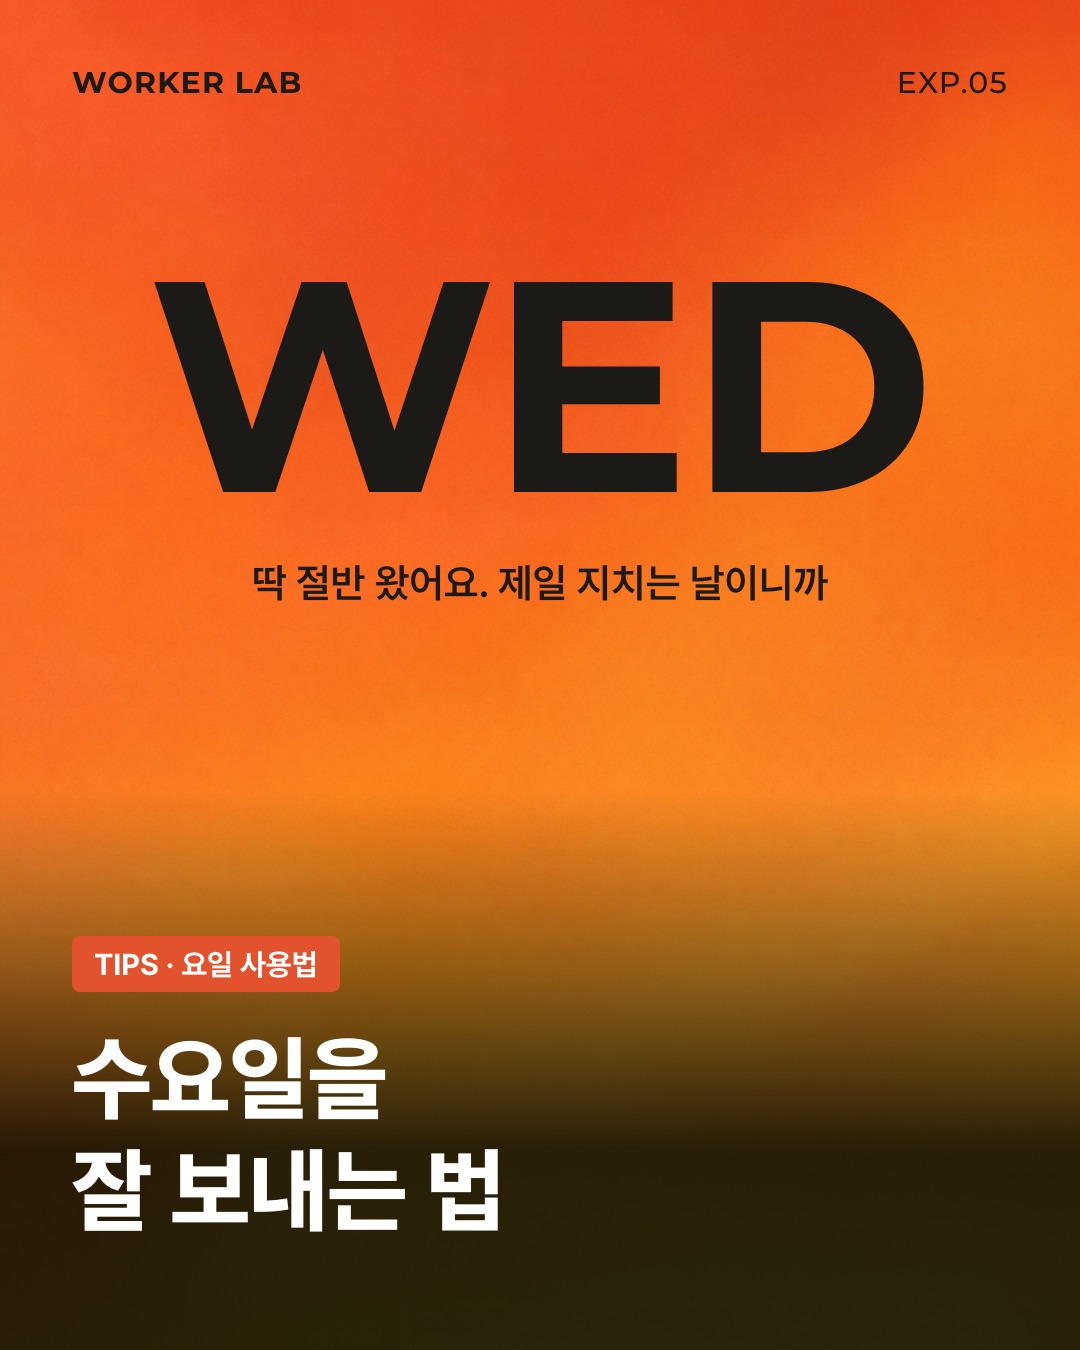 WORKER LAB
EXP.05
WED
딱 절반 왔어요. 제일 지치는 날이니까
TIPS · 요일 사용법
수요일을
잘 보내는 법